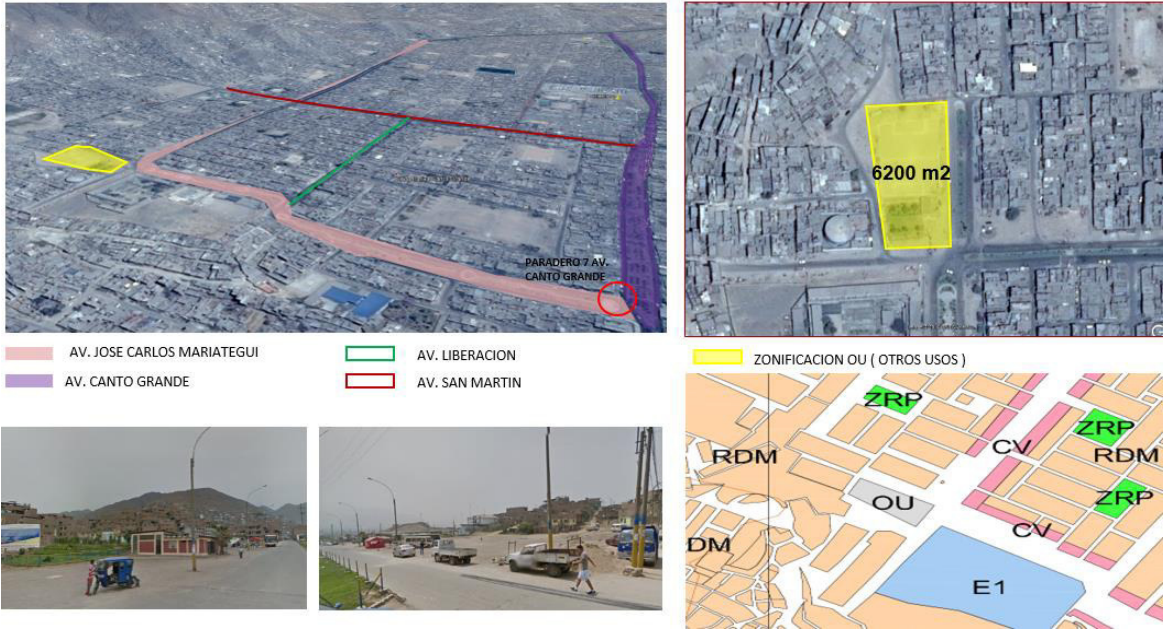 PARADERO 7 AV.
CANTO GRANDE
6200 m2
AV. JOSE CARLOS MARIATEGUI
AV. LIBERACION
AV. CANTO GRANDE
AV. SAN MARTIN
ZONIFICACION OU ( OTROS USOS )
ZRP
ZRP
CV
RDM
RDM
ZRP
OU
CV
DM
E1